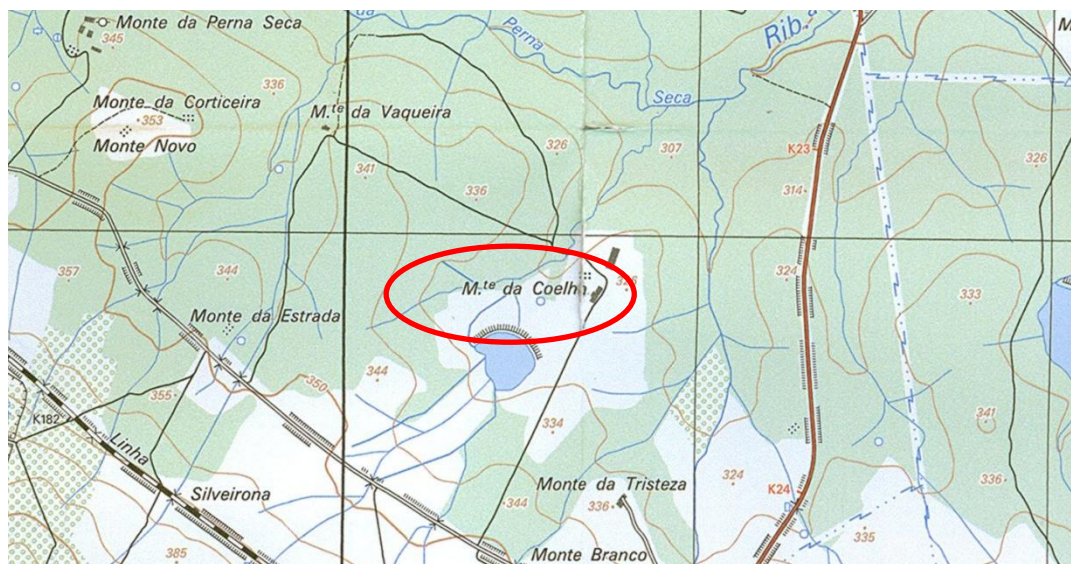 Monte da Perna Seca
345
da
Perna
Rib.
M
336
Monte da Corticeira
353
M.te da Vaqueira
Seca
Monte Novo
K23
326
307
326
341
336
314
357
344
324
326
333
M.te da Coelha
Monte da Estrada
350
344
355
341
K182
334
Linha
324
336
Silveirona
344
Monte da Tristeza
336
K24
385
Monte Branco
335